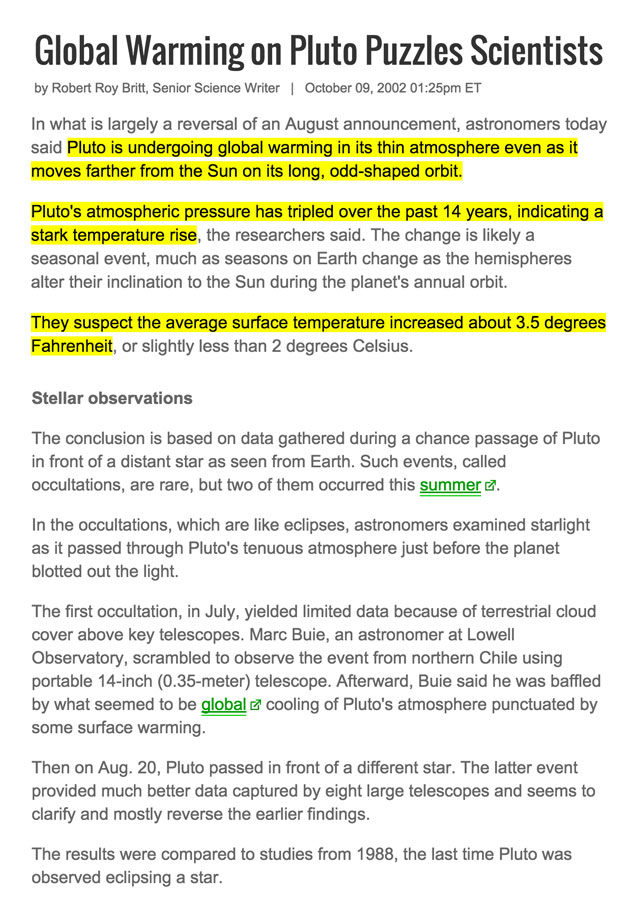 Global Warming on Pluto Puzzles Scientists
by Robert Roy Britt, Senior Science Writer | October 09, 2002 01:25pm ET
In what is largely a reversal of an August announcement, astronomers today
said Pluto is undergoing global warming in its thin atmosphere even as it
moves farther from the Sun on its long, odd-shaped orbit.
Pluto's atmospheric pressure has tripled over the past 14 years, indicating a
stark temperature rise, the researchers said. The change is likely a
seasonal event, much as seasons on Earth change as the hemispheres
alter their inclination to the Sun during the planet's annual orbit.
They suspect the average surface temperature increased about 3.5 degrees
Fahrenheit, or slightly less than 2 degrees Celsius.
Stellar observations
The conclusion is based on data gathered during a chance passage of Pluto
in front of a distant star as seen from Earth. Such events, called
occultations, are rare, but two of them occurred this summer.
In the occultations, which are like eclipses, astronomers examined starlight
as it passed through Pluto's tenuous atmosphere just before the planet
blotted out the light.
The first occultation, in July, yielded limited data because of terrestrial cloud
cover above key telescopes. Marc Buie, an astronomer at Lowell
Observatory, scrambled to observe the event from northern Chile using
portable 14-inch (0.35-meter) telescope. Afterward, Buie said he was baffled
by what seemed to be global cooling of Pluto's atmosphere punctuated by
some surface warming.
Then on Aug. 20, Pluto passed in front of a different star. The latter event
provided much better data captured by eight large telescopes and seems to
clarify and mostly reverse the earlier findings.
The results were compared to studies from 1988, the last time Pluto was
observed eclipsing a star.